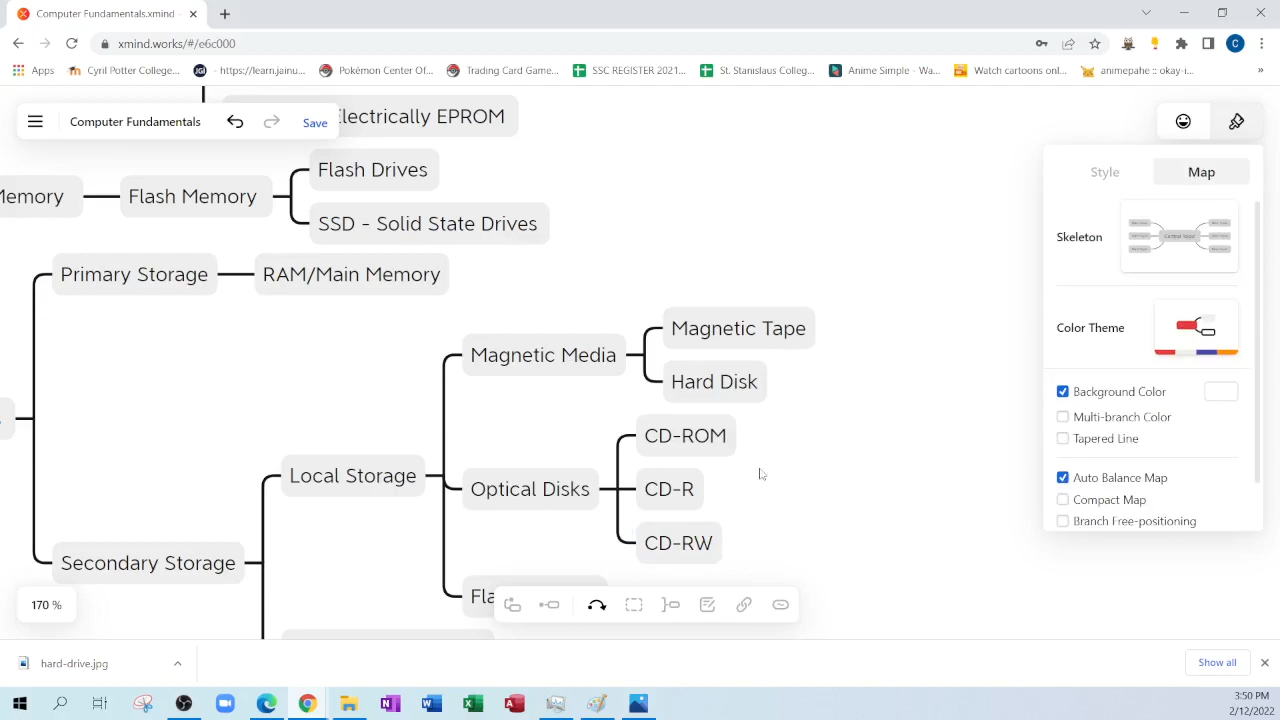 Computer Fundamentals.xmind -
xmind.works/#/e6c000
Apps
Cyril Potter College...
- https://learn.jainu...
Pokémon Center Of...
Trading Card Game...
SSC REGISTER 2021...
St. Stanislaus Colleg...
Anime Simple - Wa...
Watch cartoons onl...
animepahe :: okay-i...
»
Computer Fundamentals
Save
Electrically EPROM
Memory
Flash Memory
Flash Drives
SSD - Solid State Drives
Primary Storage
RAM/Main Memory
Magnetic Media
Magnetic Tape
Hard Disk
Local Storage
Optical Disks
CD-ROM
CD-R
CD-RW
Secondary Storage
Fla
Style
Map
Skeleton
Central Topic
Color Theme
Background Color
Multi-branch Color
Tapered Line
Auto Balance Map
Compact Map
Branch Free-positioning
170 %
hard-drive.jpg
Show all
3:50 PM
2/12/2022